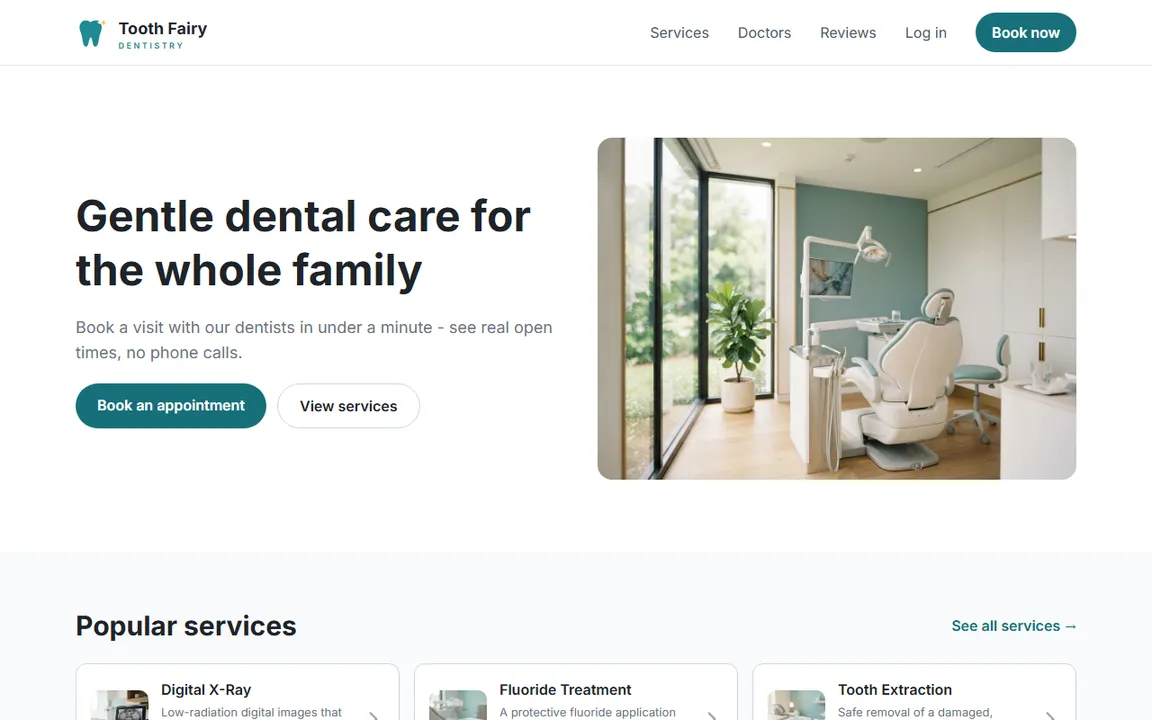 Tooth Fairy
DENTISTRY
Services
Doctors
Reviews
Log in
Book now
Gentle dental care for
the whole family
Book a visit with our dentists in under a minute - see real open
times, no phone calls.
Book an appointment
View services
Popular services
See all services →
Digital X-Ray
Low-radiation digital images that
Fluoride Treatment
A protective fluoride application
Tooth Extraction
Safe removal of a damaged,